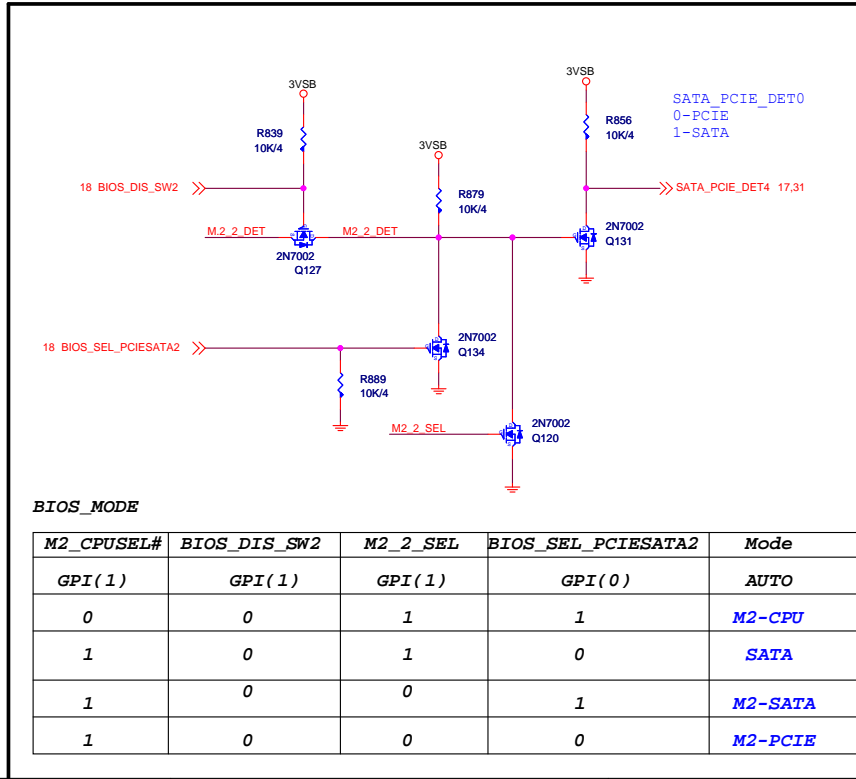 3VSB
3VSB
SATA_PCIE_DET0
0-PCIE
1-SATA
R839
10K/4
R856
10K/4
3VSB
18 BIOS_DIS_SW2
R879
10K/4
SATA_PCIE_DET4 17,31
M.2_2_DET
M2_2_DET
2N7002
Q131
2N7002
Q127
18 BIOS_SEL_PCIESATA2
2N7002
Q134
R889
10K/4
M2_2_SEL
2N7002
Q120
BIOS_MODE
M2_CPUSEL# BIOS_DIS_SW2 M2_2_SEL BIOS_SEL_PCIESATA2 Mode
GPI(1) GPI(1) GPI(1) GPI(0) AUTO
0 0 1 1 M2-CPU
1 0 1 0 SATA
1 0 0 1 M2-SATA
1 0 0 0 M2-PCIE